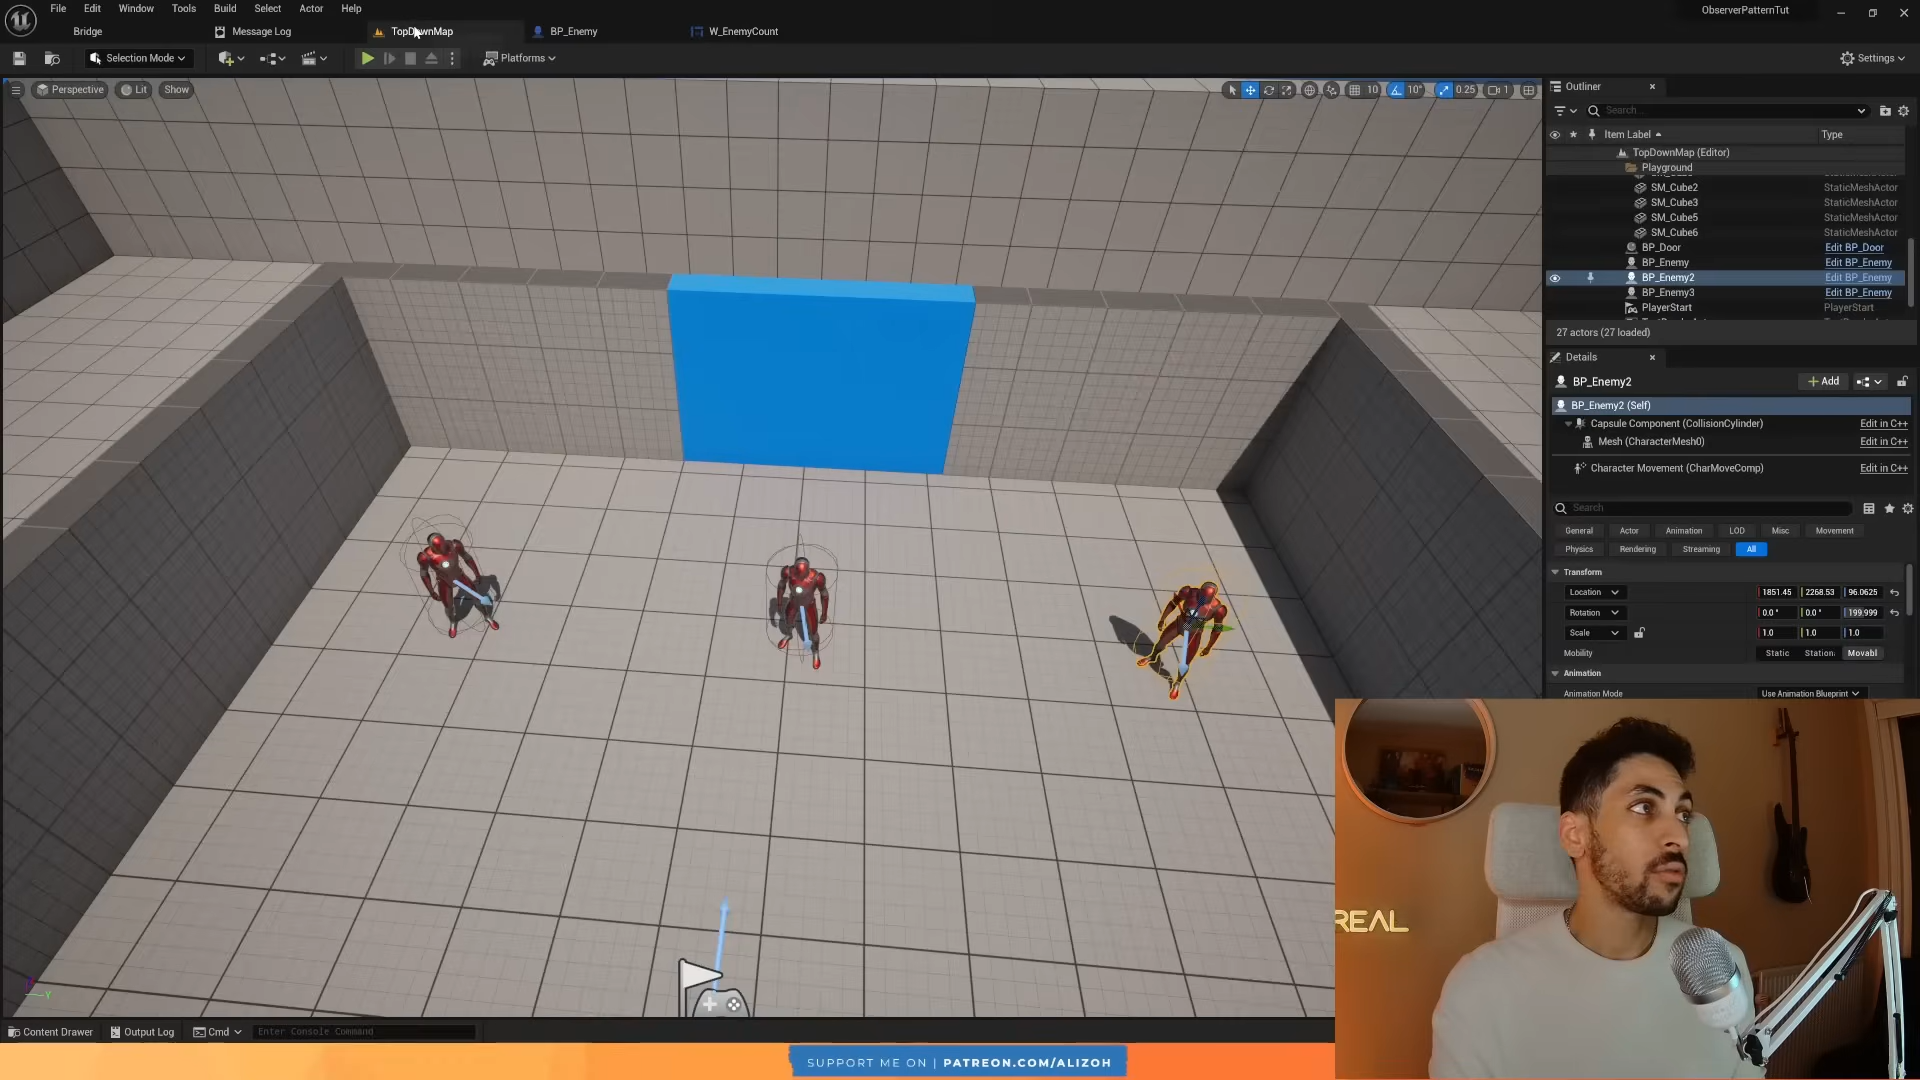 File Edit Window Tools Build Select Actor Help
ObserverPatternTut
Bridge
Message Log
TopDownMap
BP_Enemy
W_EnemyCount
Selection Mode
Platforms
Settings
Perspective
Lit
Show
10
10°
0.25
1
Outliner
Search...
Item Label
Type
TopDownMap (Editor)
Playground
SM_Cube2 StaticMeshActor
SM_Cube3 StaticMeshActor
SM_Cube5 StaticMeshActor
SM_Cube6 StaticMeshActor
BP_Door Edit BP_Door
BP_Enemy Edit BP_Enemy
BP_Enemy2 Edit BP_Enemy
BP_Enemy3 Edit BP_Enemy
PlayerStart PlayerStart
27 actors (27 loaded)
Details
BP_Enemy2
Add
BP_Enemy2 (Self)
Capsule Component (CollisionCylinder) Edit in C++
Mesh (CharacterMesh0) Edit in C++
Character Movement (CharMoveComp) Edit in C++
Search
General Actor Animation LOD Misc Movement
Physics Rendering Streaming All
Transform
Location 1851.45 2268.53 96.0625
Rotation 0.0 ° 0.0 ° 199,999
Scale 1.0 1.0 1.0
Mobility Static Station Movabl
Animation
Animation Mode Use Animation Blueprint
REAL
Content Drawer
Output Log
Cmd
Enter Console Command
SUPPORT ME ON | PATREON.COM/ALIZOH